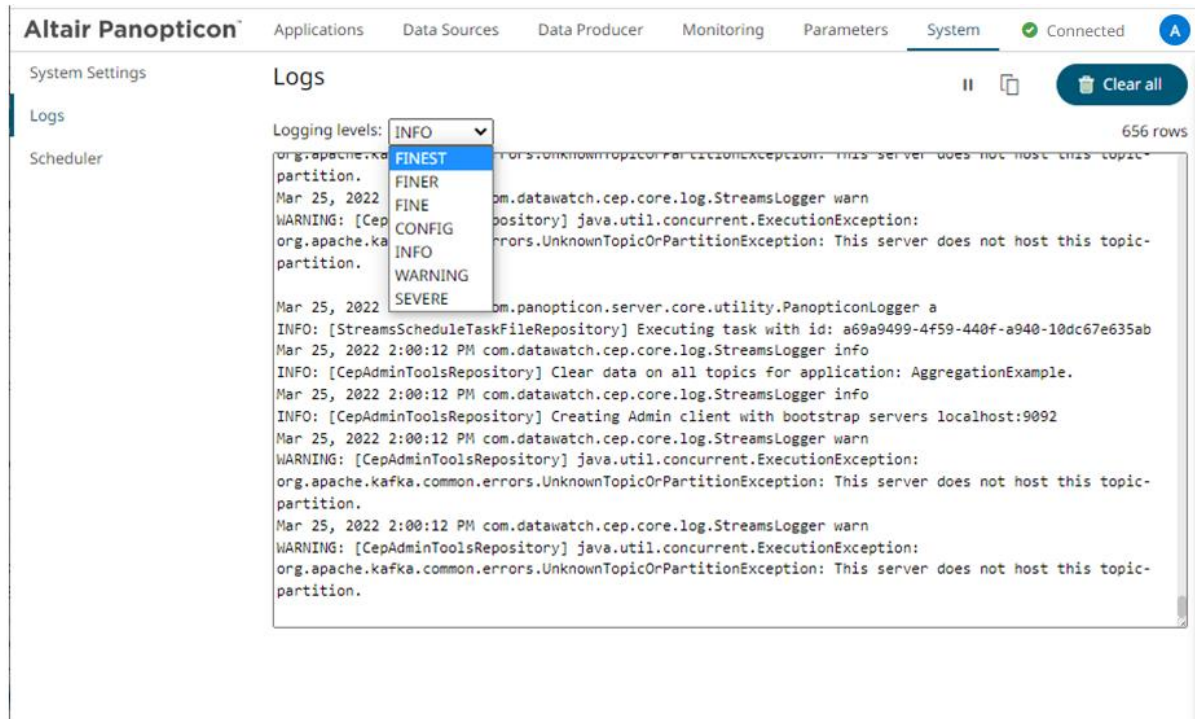 Altair Panopticon™ Applications Data Sources Data Producer Monitoring Parameters System Connected A
System Settings
Logs
Scheduler
Logs
Clear all
Logging levels: INFO
656 rows
FINEST
FINER
FINE
CONFIG
INFO
WARNING
SEVERE
partition.
Mar 25, 2022 om.datawatch.cep.core.log.StreamsLogger warn
WARNING: [Cep pository] java.util.concurrent.ExecutionException:
org.apache.ka rrors.UnknownTopicOrPartitionException: This server does not host this topic-
partition.
Mar 25, 2022 om.panopticon.server.core.utility.PanopticonLogger a
INFO: [StreamsScheduleTaskFileRepository] Executing task with id: a69a9499-4f59-440f-a940-10dc67e635ab
Mar 25, 2022 2:00:12 PM com.datawatch.cep.core.log.StreamsLogger info
INFO: [CepAdminToolsRepository] Clear data on all topics for application: AggregationExample.
Mar 25, 2022 2:00:12 PM com.datawatch.cep.core.log.StreamsLogger info
INFO: [CepAdminToolsRepository] Creating Admin client with bootstrap servers localhost:9092
Mar 25, 2022 2:00:12 PM com.datawatch.cep.core.log.StreamsLogger warn
WARNING: [CepAdminToolsRepository] java.util.concurrent.ExecutionException:
org.apache.kafka.common.errors.UnknownTopicOrPartitionException: This server does not host this topic-
partition.
Mar 25, 2022 2:00:12 PM com.datawatch.cep.core.log.StreamsLogger warn
WARNING: [CepAdminToolsRepository] java.util.concurrent.ExecutionException:
org.apache.kafka.common.errors.UnknownTopicOrPartitionException: This server does not host this topic-
partition.